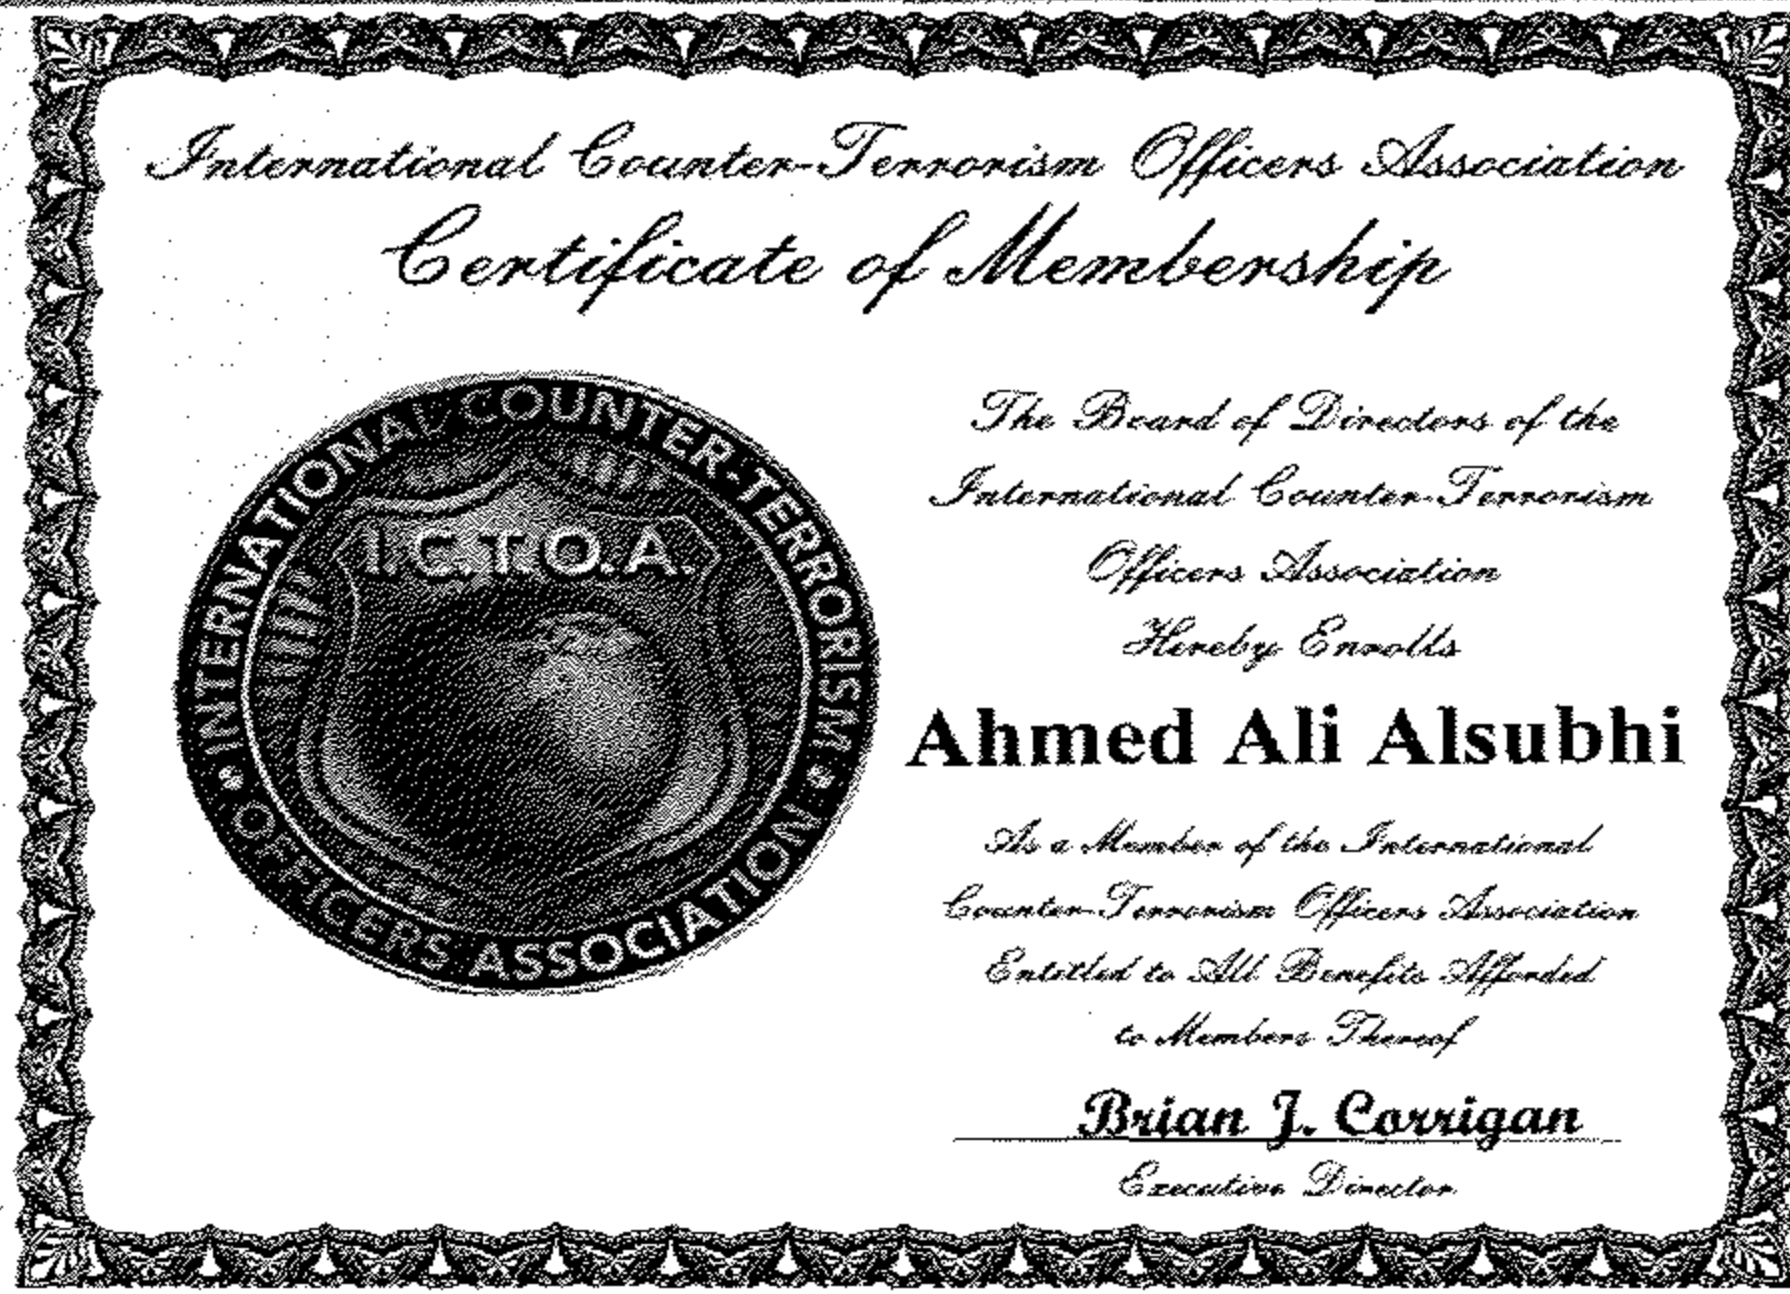 International Counter-Terrorism Officers Association
Certificate of Membership
INTERNATIONAL COUNTER-TERRORISM
I.C.T.O.A.
• OFFICERS ASSOCIATION •
The Board of Directors of the
International Counter-Terrorism
Officers Association
Hereby Enrolls
Ahmed Ali Alsubhi
As a Member of the International
Counter-Terrorism Officers Association
Entitled to All Benefits Afforded
to Members Thereof
Brian J. Corrigan
Executive Director